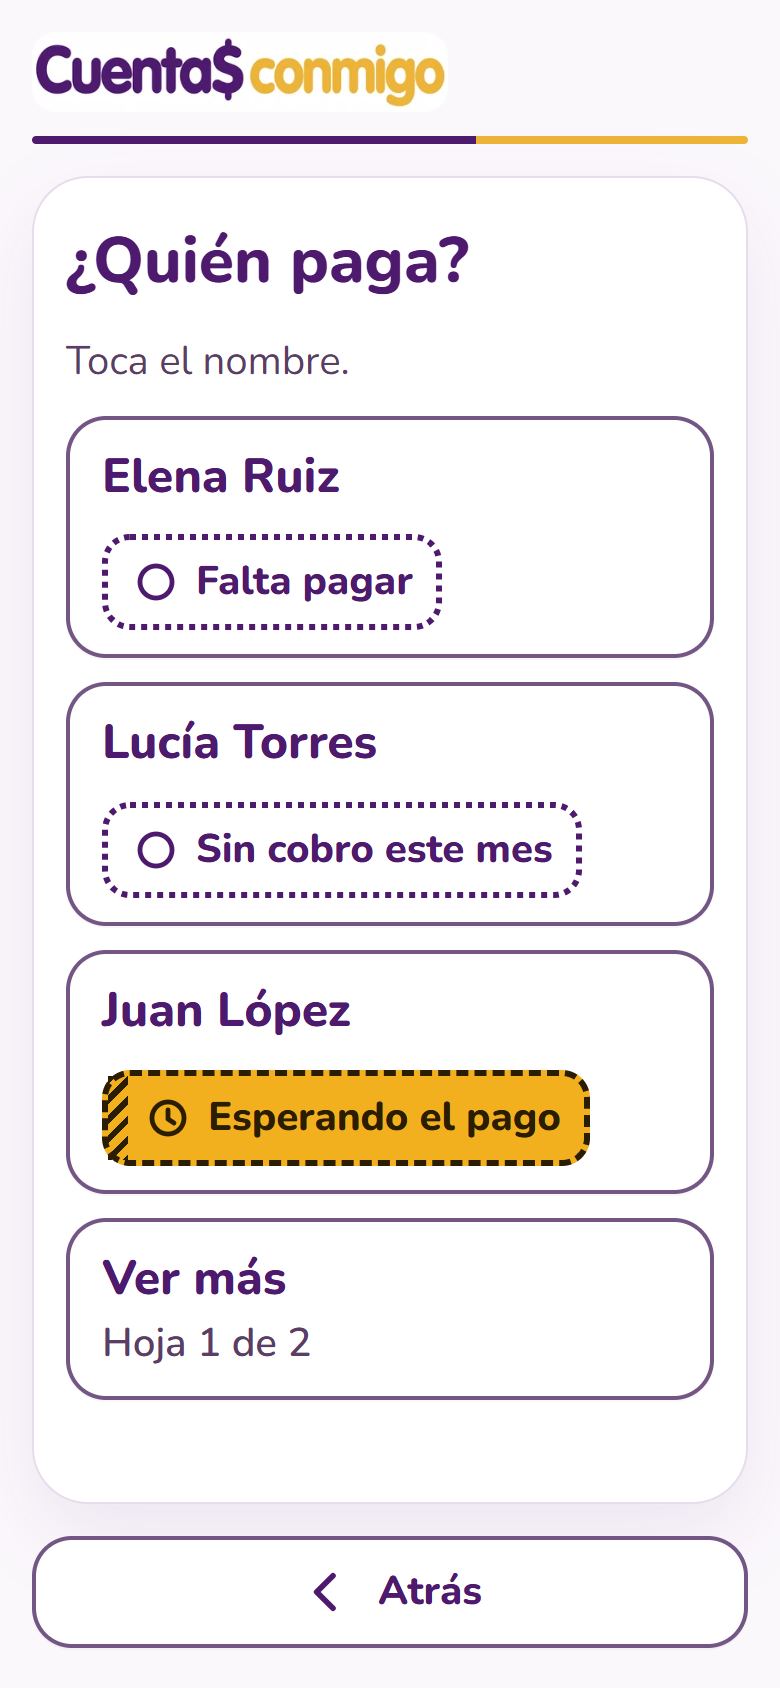 Cuenta$ conmigo
¿Quién paga?
Toca el nombre.
Elena Ruiz
Falta pagar
Lucía Torres
Sin cobro este mes
Juan López
Esperando el pago
Ver más
Hoja 1 de 2
Atrás